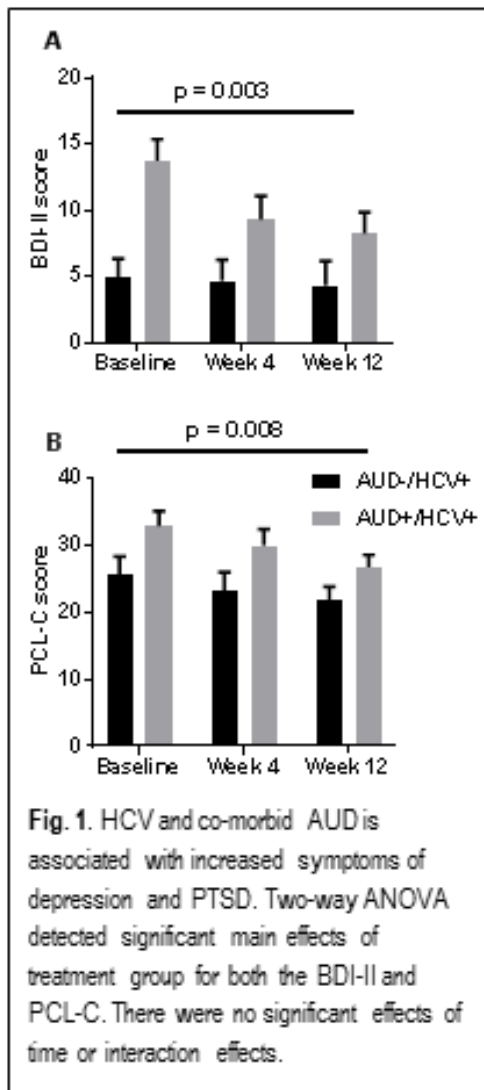 A
p = 0.003
20
15
10
5
0
BDI-II score
Baseline Week 4 Week 12
B
p = 0.008
40
30
20
10
0
PCL-C score
AUD-/HCV+
AUD+/HCV+
Baseline Week 4 Week 12
Fig. 1. HCV and co-morbid AUD is
associated with increased symptoms of
depression and PTSD. Two-way ANOVA
detected significant main effects of
treatment group for both the BDI-II and
PCL-C. There were no significant effects of
time or interaction effects.